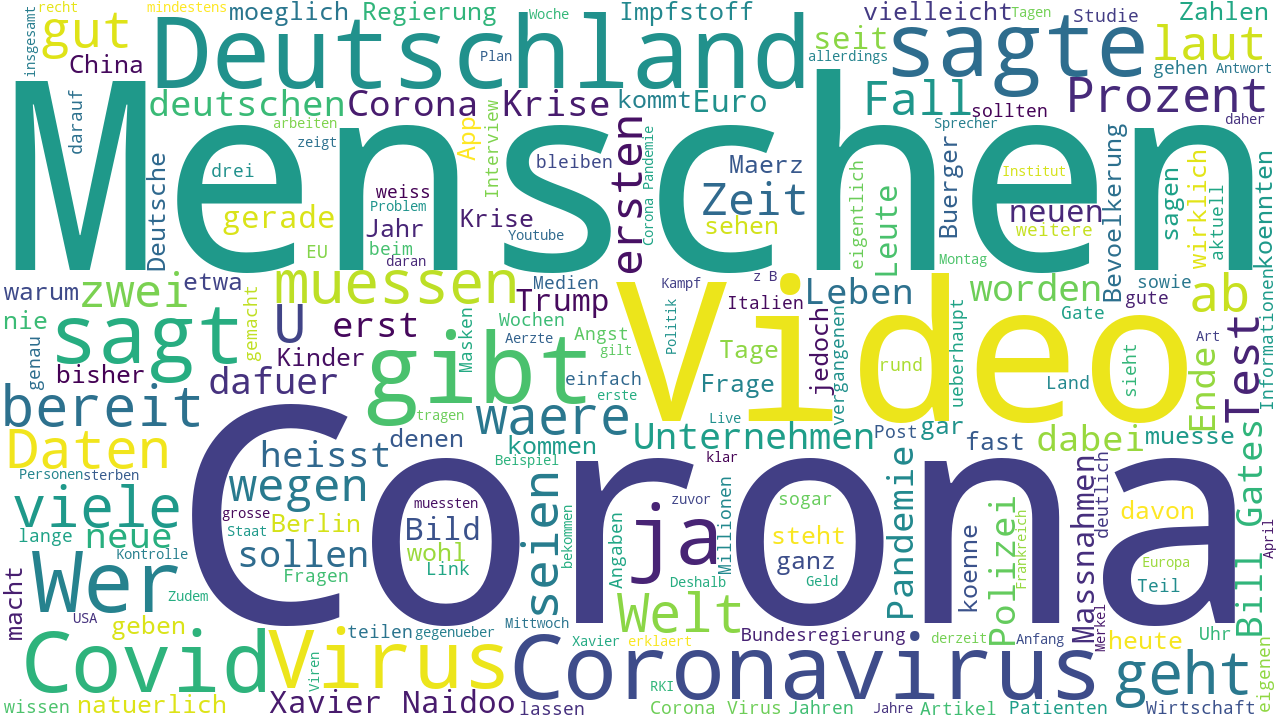 recht
mindestens
moeglich
Regierung
Woche
Impfstoff
vielleicht
Tagen
Studie
Zahlen
insgesamt
gut
Deutschland
Plan
seit
sagte
laut
China
allerdings
gehen
Antwort
darauf
deutschen
Corona Krise
kommt
Euro
Fall
sollten
Prozent
daher
Menschen
arbeiten
zeigt
App
Interview
ersten
Corona Pandemie
Sprecher
Buerger
Bevoelkerung
Deutsche
drei
weiss
bleiben
Maerz
Zeit
eigentlich
Leute
Institut
sagen
wirklich
aktuell
koennten
gerade
Problem
Jahr
Krise
sehen
neuen
weitere
EU
beim
daran
Youtube
Montag
warum
zwei
etwa
muessen
Medien
Kampf
z B
Leben
worden
sowie
gute
ab
Informationen
nie
sagt
gemacht
U
erst
Trump
Wochen
Video
Italien
Gate
genau
Kinder
gibt
Masken
Aerzte
Angst
gilt
Politik
Tage
jedoch
vergangenen
rund
ueberhaupt
Land
sieht
Art
Ende
Test
bisher
dafuer
einfach
erste
Frage
bereit
tragen
waere
Live
Unternehmen
Post
gar
fast
dabei
muesse
Daten
heisst
denen
kommen
Beispiel
klar
Personen
sterben
wegen
Corona
muessten
zuvor
sogar
Pandemie
Massnahmen
deutlich
davon
Bill Gates
viele
grosse
Staat
Berlin
Bild
seien
bekommen
Angaben
ja
Millionen
steht
koenne
Polizei
Frankreich
April
lange
neue
Kontrolle
sollen
wohl
Link
Fragen
Deshalb
ganz
Geld
Europa
Teil
macht
Wer
Zudem
USA
geben
teilen
gegenueber
Mittwoch
Welt
Bundesregierung
derzeit
Anfang
Merkel
heute
Uhr
Covid
Virus
Viren
Xavier
erklaert
Coronavirus
geht
eigenen
wissen
natuerlich
Xavier Naidoo
lassen
RKI
Corona Virus
Jahren
Jahre
Artikel
Patienten
Wirtschaft